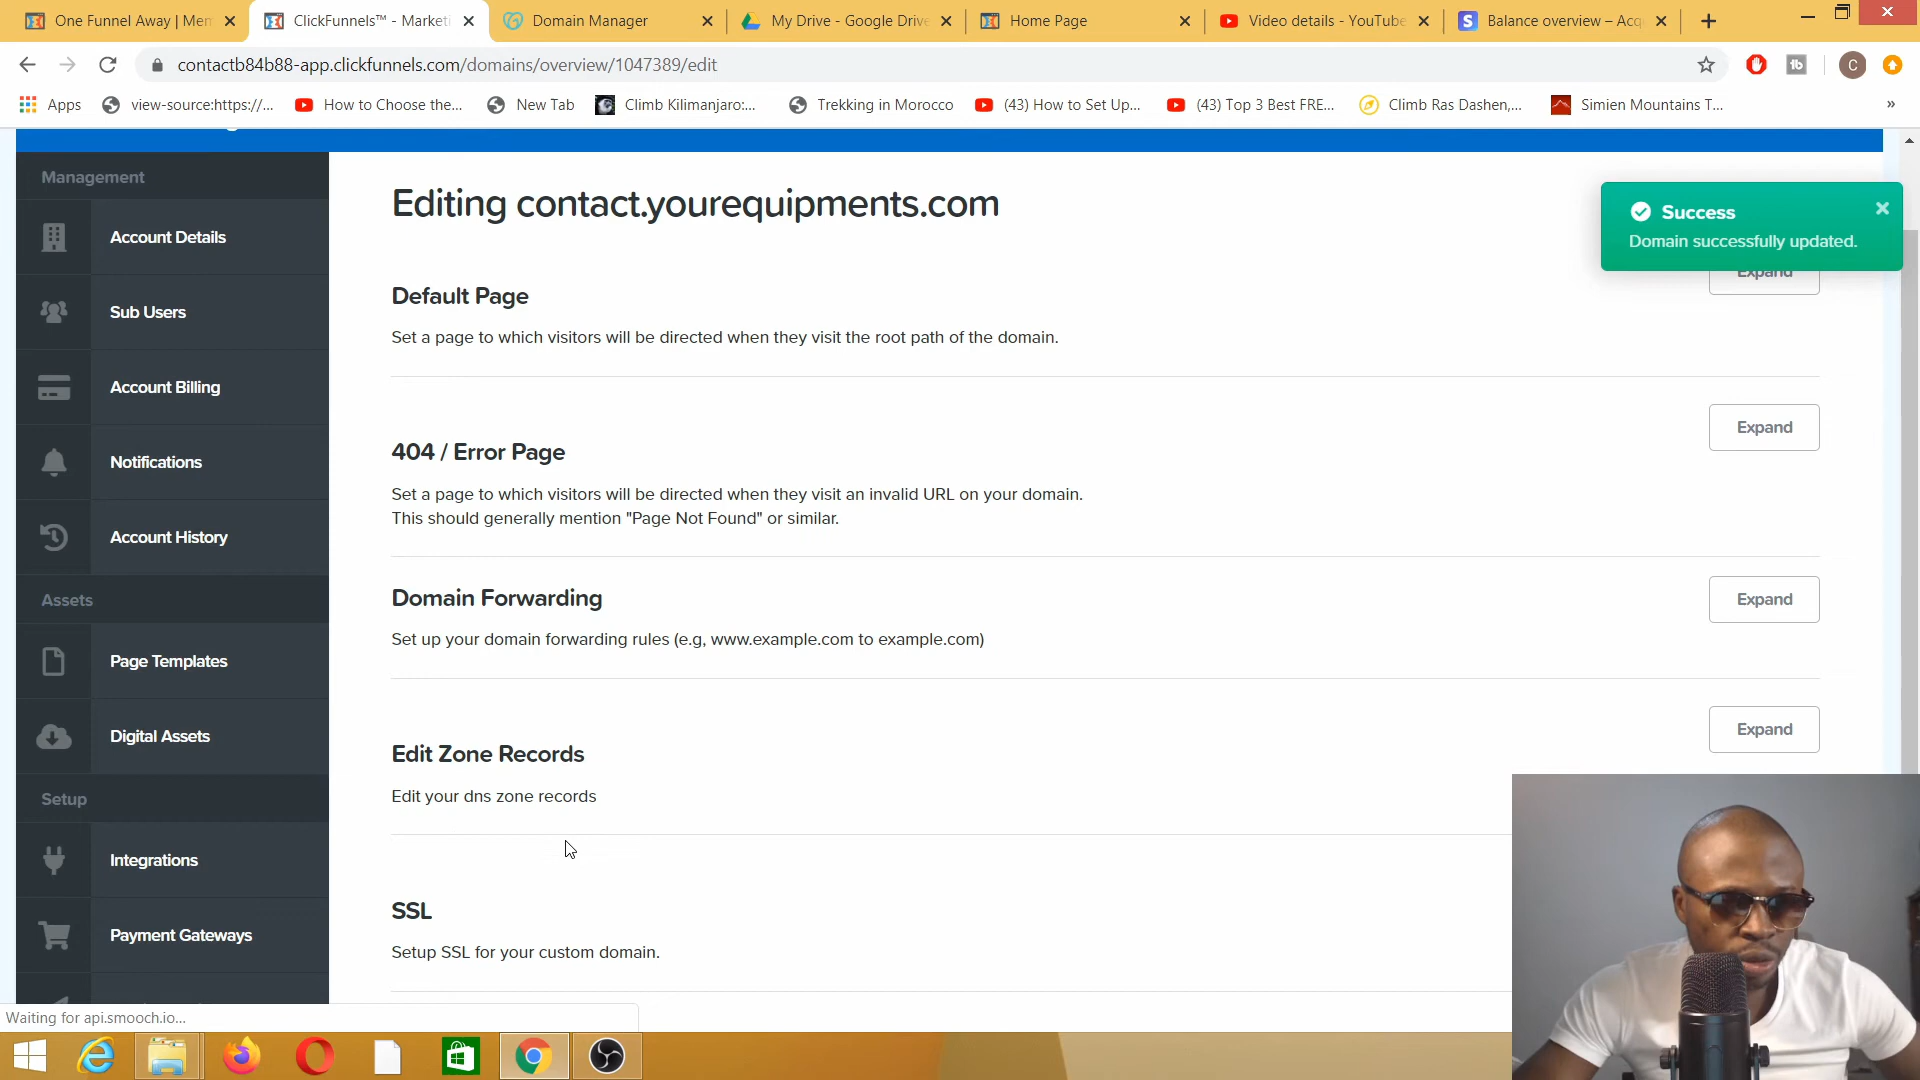 One Funnel Away | Mem
ClickFunnels™ - Marketi
Domain Manager
My Drive - Google Drive
Home Page
Video details - YouTube
Balance overview – Acq
contactb84b88-app.clickfunnels.com/domains/overview/1047389/edit
Apps
view-source:https://...
How to Choose the...
New Tab
Climb Kilimanjaro:...
Trekking in Morocco
(43) How to Set Up...
(43) Top 3 Best FRE...
Climb Ras Dashen,...
Simien Mountains T...
»
Management
Account Details
Sub Users
Account Billing
Notifications
Account History
Assets
Page Templates
Digital Assets
Setup
Integrations
Payment Gateways
Editing contact.yourequipments.com
Success
Domain successfully updated.
Expand
Default Page
Set a page to which visitors will be directed when they visit the root path of the domain.
Expand
404 / Error Page
Set a page to which visitors will be directed when they visit an invalid URL on your domain.
This should generally mention "Page Not Found" or similar.
Expand
Domain Forwarding
Set up your domain forwarding rules (e.g, www.example.com to example.com)
Expand
Edit Zone Records
Edit your dns zone records
SSL
Setup SSL for your custom domain.
Waiting for api.smooch.io...